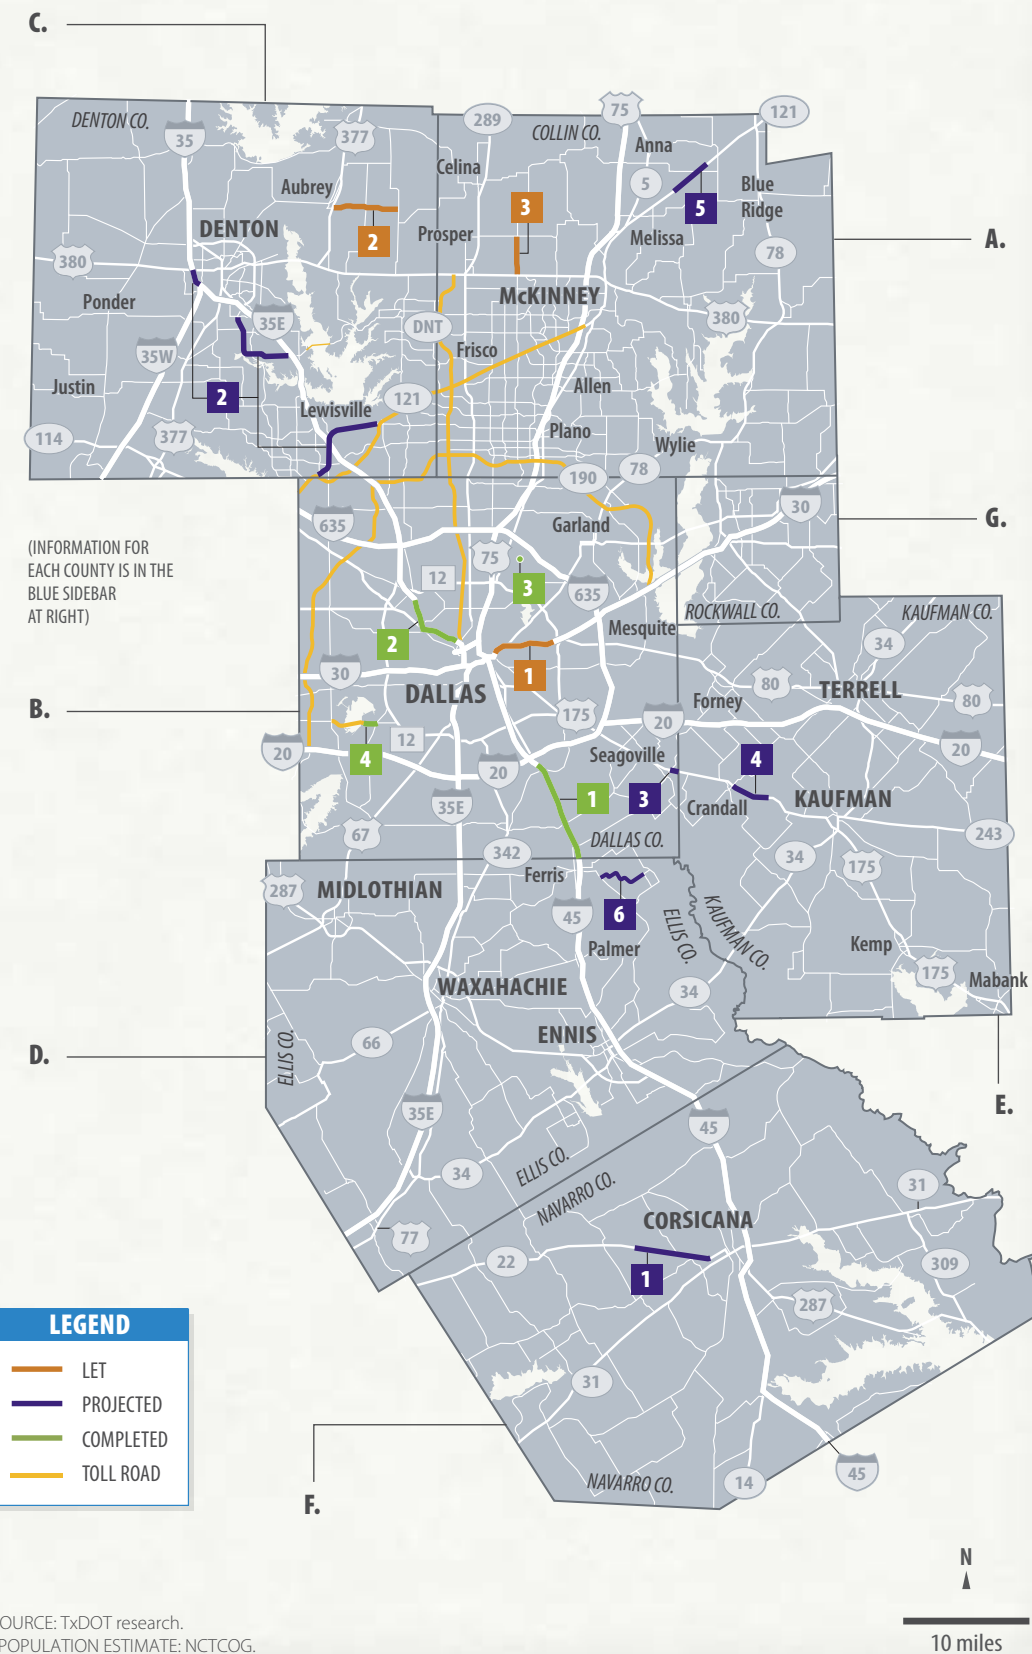 C.
DENTON CO.
35
377
289
COLLIN CO.
75
121
Anna
Celina
5
Blue
Ridge
Aubrey
5
3
DENTON
2
Prosper
Melissa
A.
78
380
McKINNEY
Ponder
380
35E
DNT
35W
Frisco
Justin
2
Allen
121
Lewisville
Plano
114
377
Wylie
78
190
30
G.
635
Garland
(INFORMATION FOR
EACH COUNTY IS IN THE
BLUE SIDEBAR
AT RIGHT)
75
12
3
635
ROCKWALL CO.
KAUFMAN CO.
Mesquite
34
2
30
1
DALLAS
80
TERRELL
80
Forney
B.
175
20
20
12
20
Seagoville
4
4
20
1
3
Crandall
KAUFMAN
35E
67
DALLAS CO.
243
342
34
175
Ferris
287
MIDLOTHIAN
6
45
ELLIS CO.
KAUFMAN CO.
Palmer
Kemp
175
Mabank
WAXAHACHIE
34
ENNIS
66
D.
ELLIS CO.
E.
35E
45
ELLIS CO.
34
NAVARRO CO.
31
CORSICANA
77
22
309
1
287
LEGEND
LET
PROJECTED
COMPLETED
TOLL ROAD
31
NAVARRO CO.
14
45
F.
N
OURCE: TxDOT research.
POPULATION ESTIMATE: NCTCOG.
10 miles